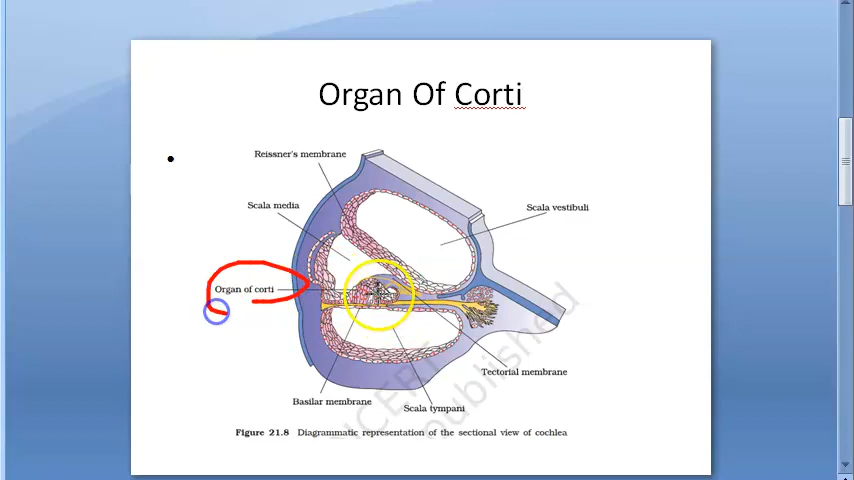 Organ Of Corti
Reissner's membrane
Scala media
Scala vestibuli
Organ of corti
Tectorial membrane
Basilar membrane
Scala tympani
Figure 21.8 Diagrammatic representation of the sectional view of cochlea
published